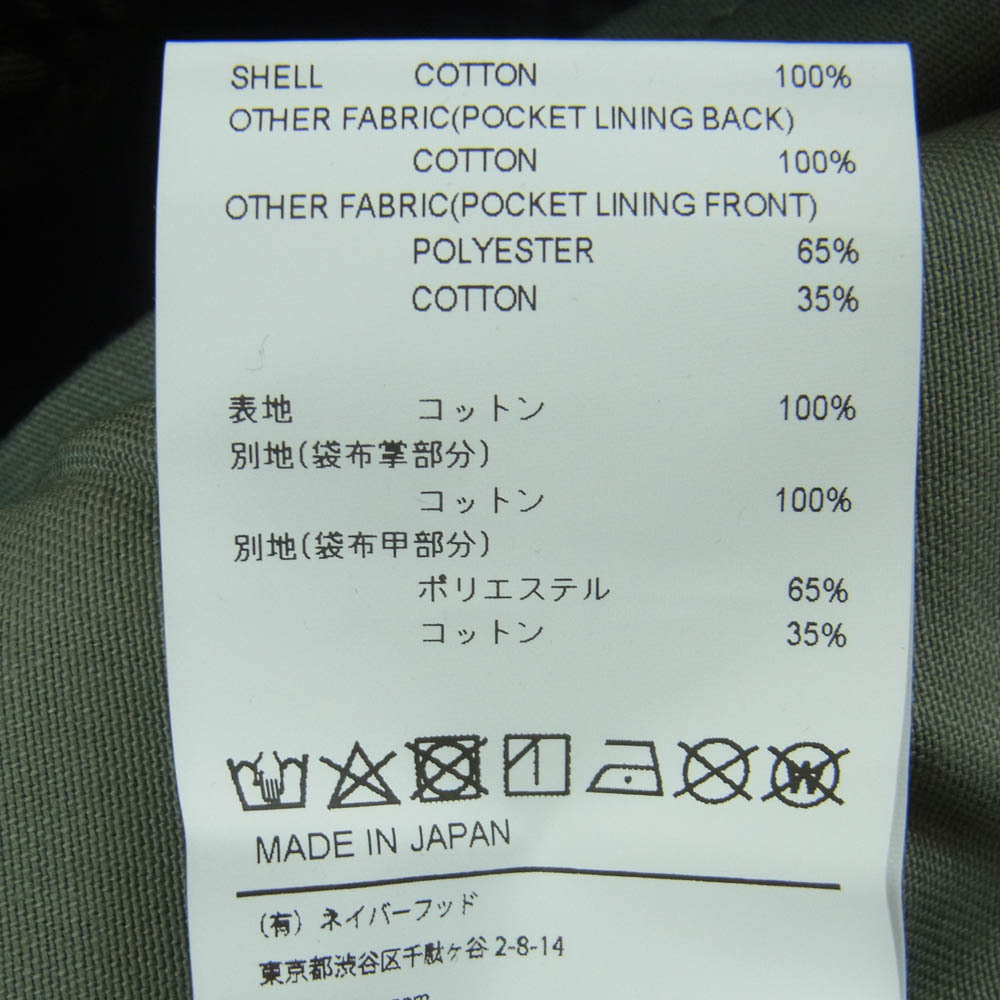 SHELL COTTON 100%
OTHER FABRIC(POCKET LINING BACK)
COTTON 100%
OTHER FABRIC(POCKET LINING FRONT)
POLYESTER 65%
COTTON 35%
表地 コットン 100%
別地(袋布掌部分)
コットン 100%
別地(袋布甲部分)
ポリエステル 65%
コットン 35%
W
MADE IN JAPAN
(有) ネイバーフッド
東京都渋谷区千駄ヶ谷 2-8-14